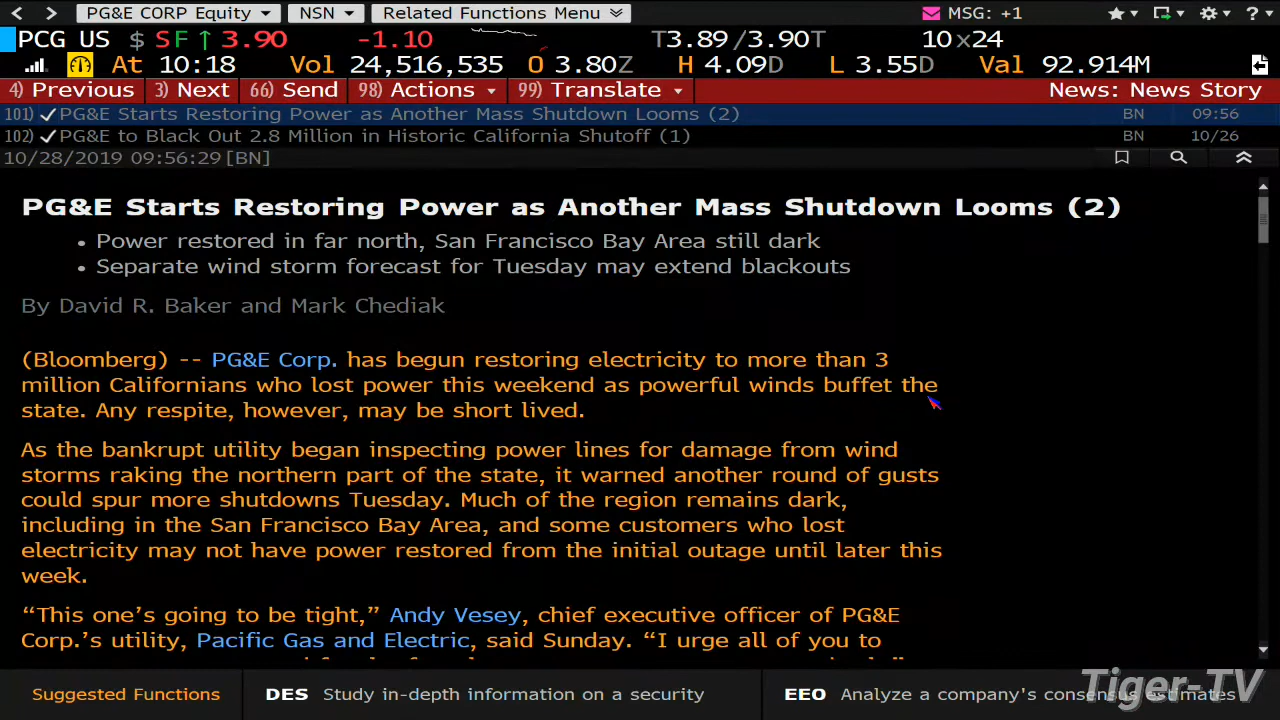 PG&E CORP Equity NSN Related Functions Menu MSG: +1
PCG US $ S F ↑ 3.90 -1.10 T3.89/3.90T 10x24
At 10:18 Vol 24,516,535 O 3.80Z H 4.09D L 3.55D Val 92.914M
4) Previous 3) Next 66) Send 98) Actions 99) Translate News: News Story
101) PG&E Starts Restoring Power as Another Mass Shutdown Looms (2) BN 09:56
102) PG&E to Black Out 2.8 Million in Historic California Shutoff (1) BN 10/26
10/28/2019 09:56:29 [BN]
PG&E Starts Restoring Power as Another Mass Shutdown Looms (2)
• Power restored in far north, San Francisco Bay Area still dark
• Separate wind storm forecast for Tuesday may extend blackouts
By David R. Baker and Mark Chediak
(Bloomberg) -- PG&E Corp. has begun restoring electricity to more than 3
million Californians who lost power this weekend as powerful winds buffet the
state. Any respite, however, may be short lived.
As the bankrupt utility began inspecting power lines for damage from wind
storms raking the northern part of the state, it warned another round of gusts
could spur more shutdowns Tuesday. Much of the region remains dark,
including in the San Francisco Bay Area, and some customers who lost
electricity may not have power restored from the initial outage until later this
week.
“This one’s going to be tight,” Andy Vesey, chief executive officer of PG&E
Corp.’s utility, Pacific Gas and Electric, said Sunday. “I urge all of you to
Suggested Functions DES Study in-depth information on a security EEO Analyze a company's consensus estimates
Tiger-TV